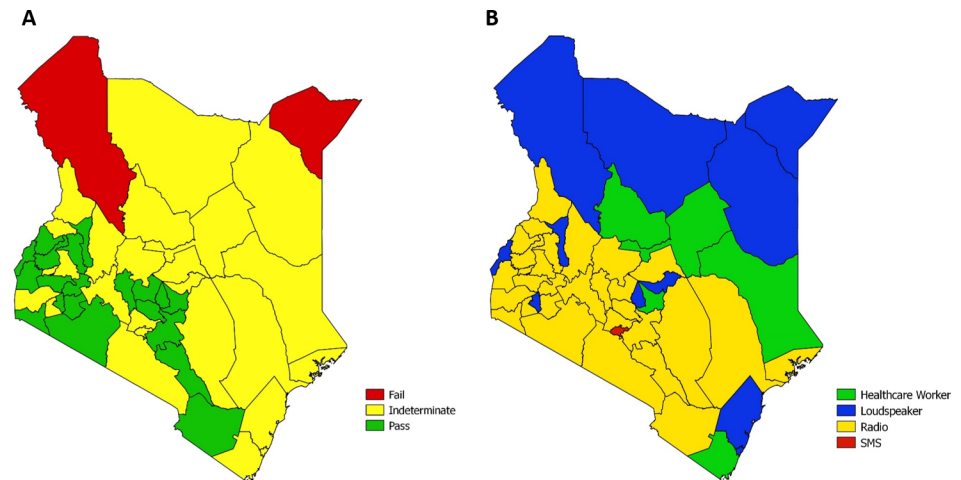 A
B
Fail
Indeterminate
Pass
Healthcare Worker
Loudspeaker
Radio
SMS